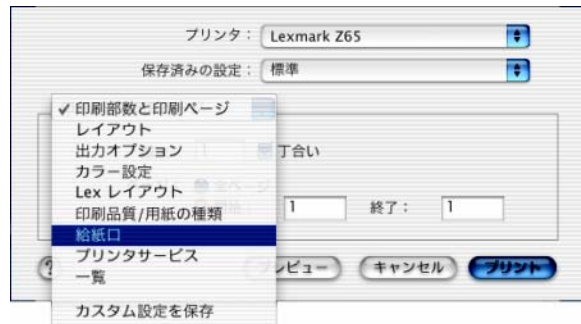 プリンタ： Lexmark Z65
保存済みの設定： 標準
✓ 印刷部数と印刷ページ
レイアウト
出力オプション
1 丁合い
カラー設定
Lex レイアウト
印刷品質/用紙の種類
1 終了： 1
給紙口
プリンタサービス
一覧
カスタム設定を保存
? ビュー キャンセル プリント